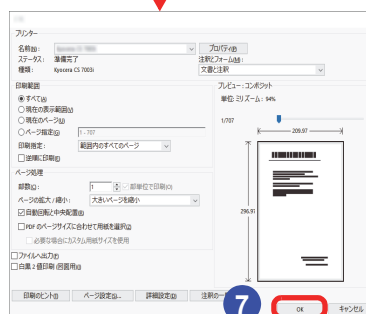 プリンター
名前(N): プロパティ(P)
ステータス: 準備完了 注釈とフォーム(M):
種類: Kyocera CS 7003i 文書と注釈
印刷範囲 プレビュー : コンポジット
すべて(A) 単位: ミリ ズーム : 94%
現在の表示範囲(V)
現在のページ(U) 1/707
ページ指定(G) 1 - 707 209.97
印刷指定: 範囲内のすべてのページ
逆順に印刷(E)
ページ処理
部数(C): 1 部単位で印刷(O)
ページの拡大 / 縮小: 大きいページを縮小
自動回転と中央配置(B) 296.91
PDF のページサイズに合わせて用紙を選択(Z)
必要な場合にカスタム用紙サイズを使用
ファイルへ出力(F)
白黒 2 値印刷 (図面用)(I)
印刷のヒント(T) ページ設定(S)... 詳細設定(D) 注釈の一
7 OK キャンセル